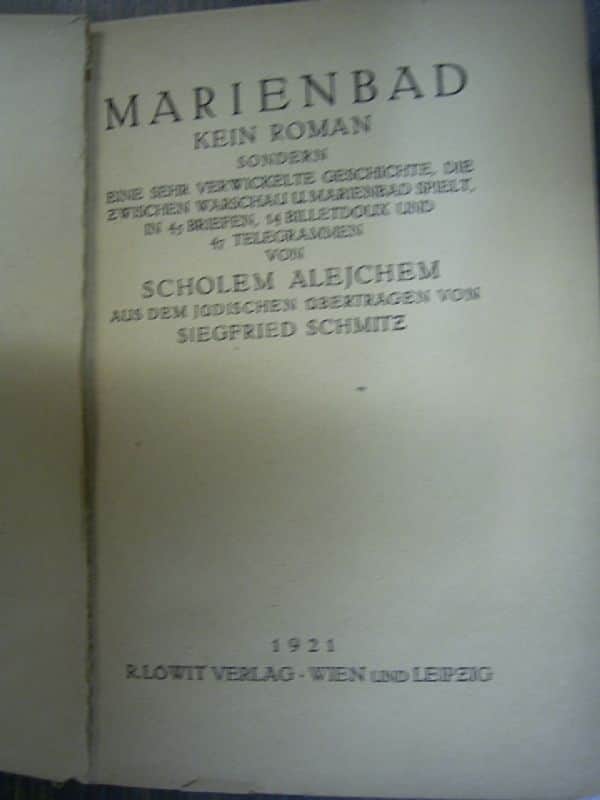 MARIENBAD
KEIN ROMAN
SONDERN
EINE SEHR VERWICKELTE GESCHICHTE, DIE
ZWISCHEN WARSCHAU U. MARIENBAD SPIELT,
IN 45 BRIEFEN, 14 BILLETDOUX UND
47 TELEGRAMMEN
VON
SCHOLEM ALEJCHEM
AUS DEM JÜDISCHEN ÜBERTRAGEN VON
SIEGFRIED SCHMITZ
1921
R. LÖWIT VERLAG - WIEN UND LEIPZIG